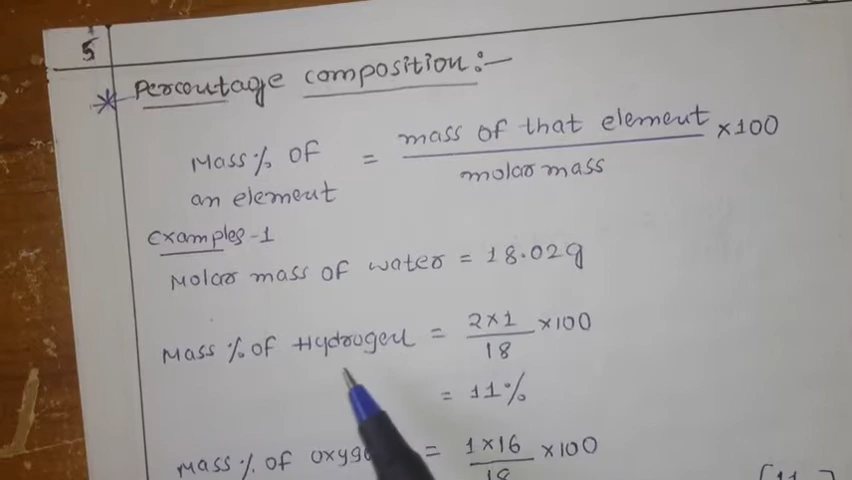 5
* Percentage composition :-
Mass % of an element = mass of that element / molar mass × 100
Examples-1
Molar mass of water = 18.02g
Mass % of Hydrogen = 2×1 / 18 ×100
= 11%
Mass % of = 1×16 / 18 ×100